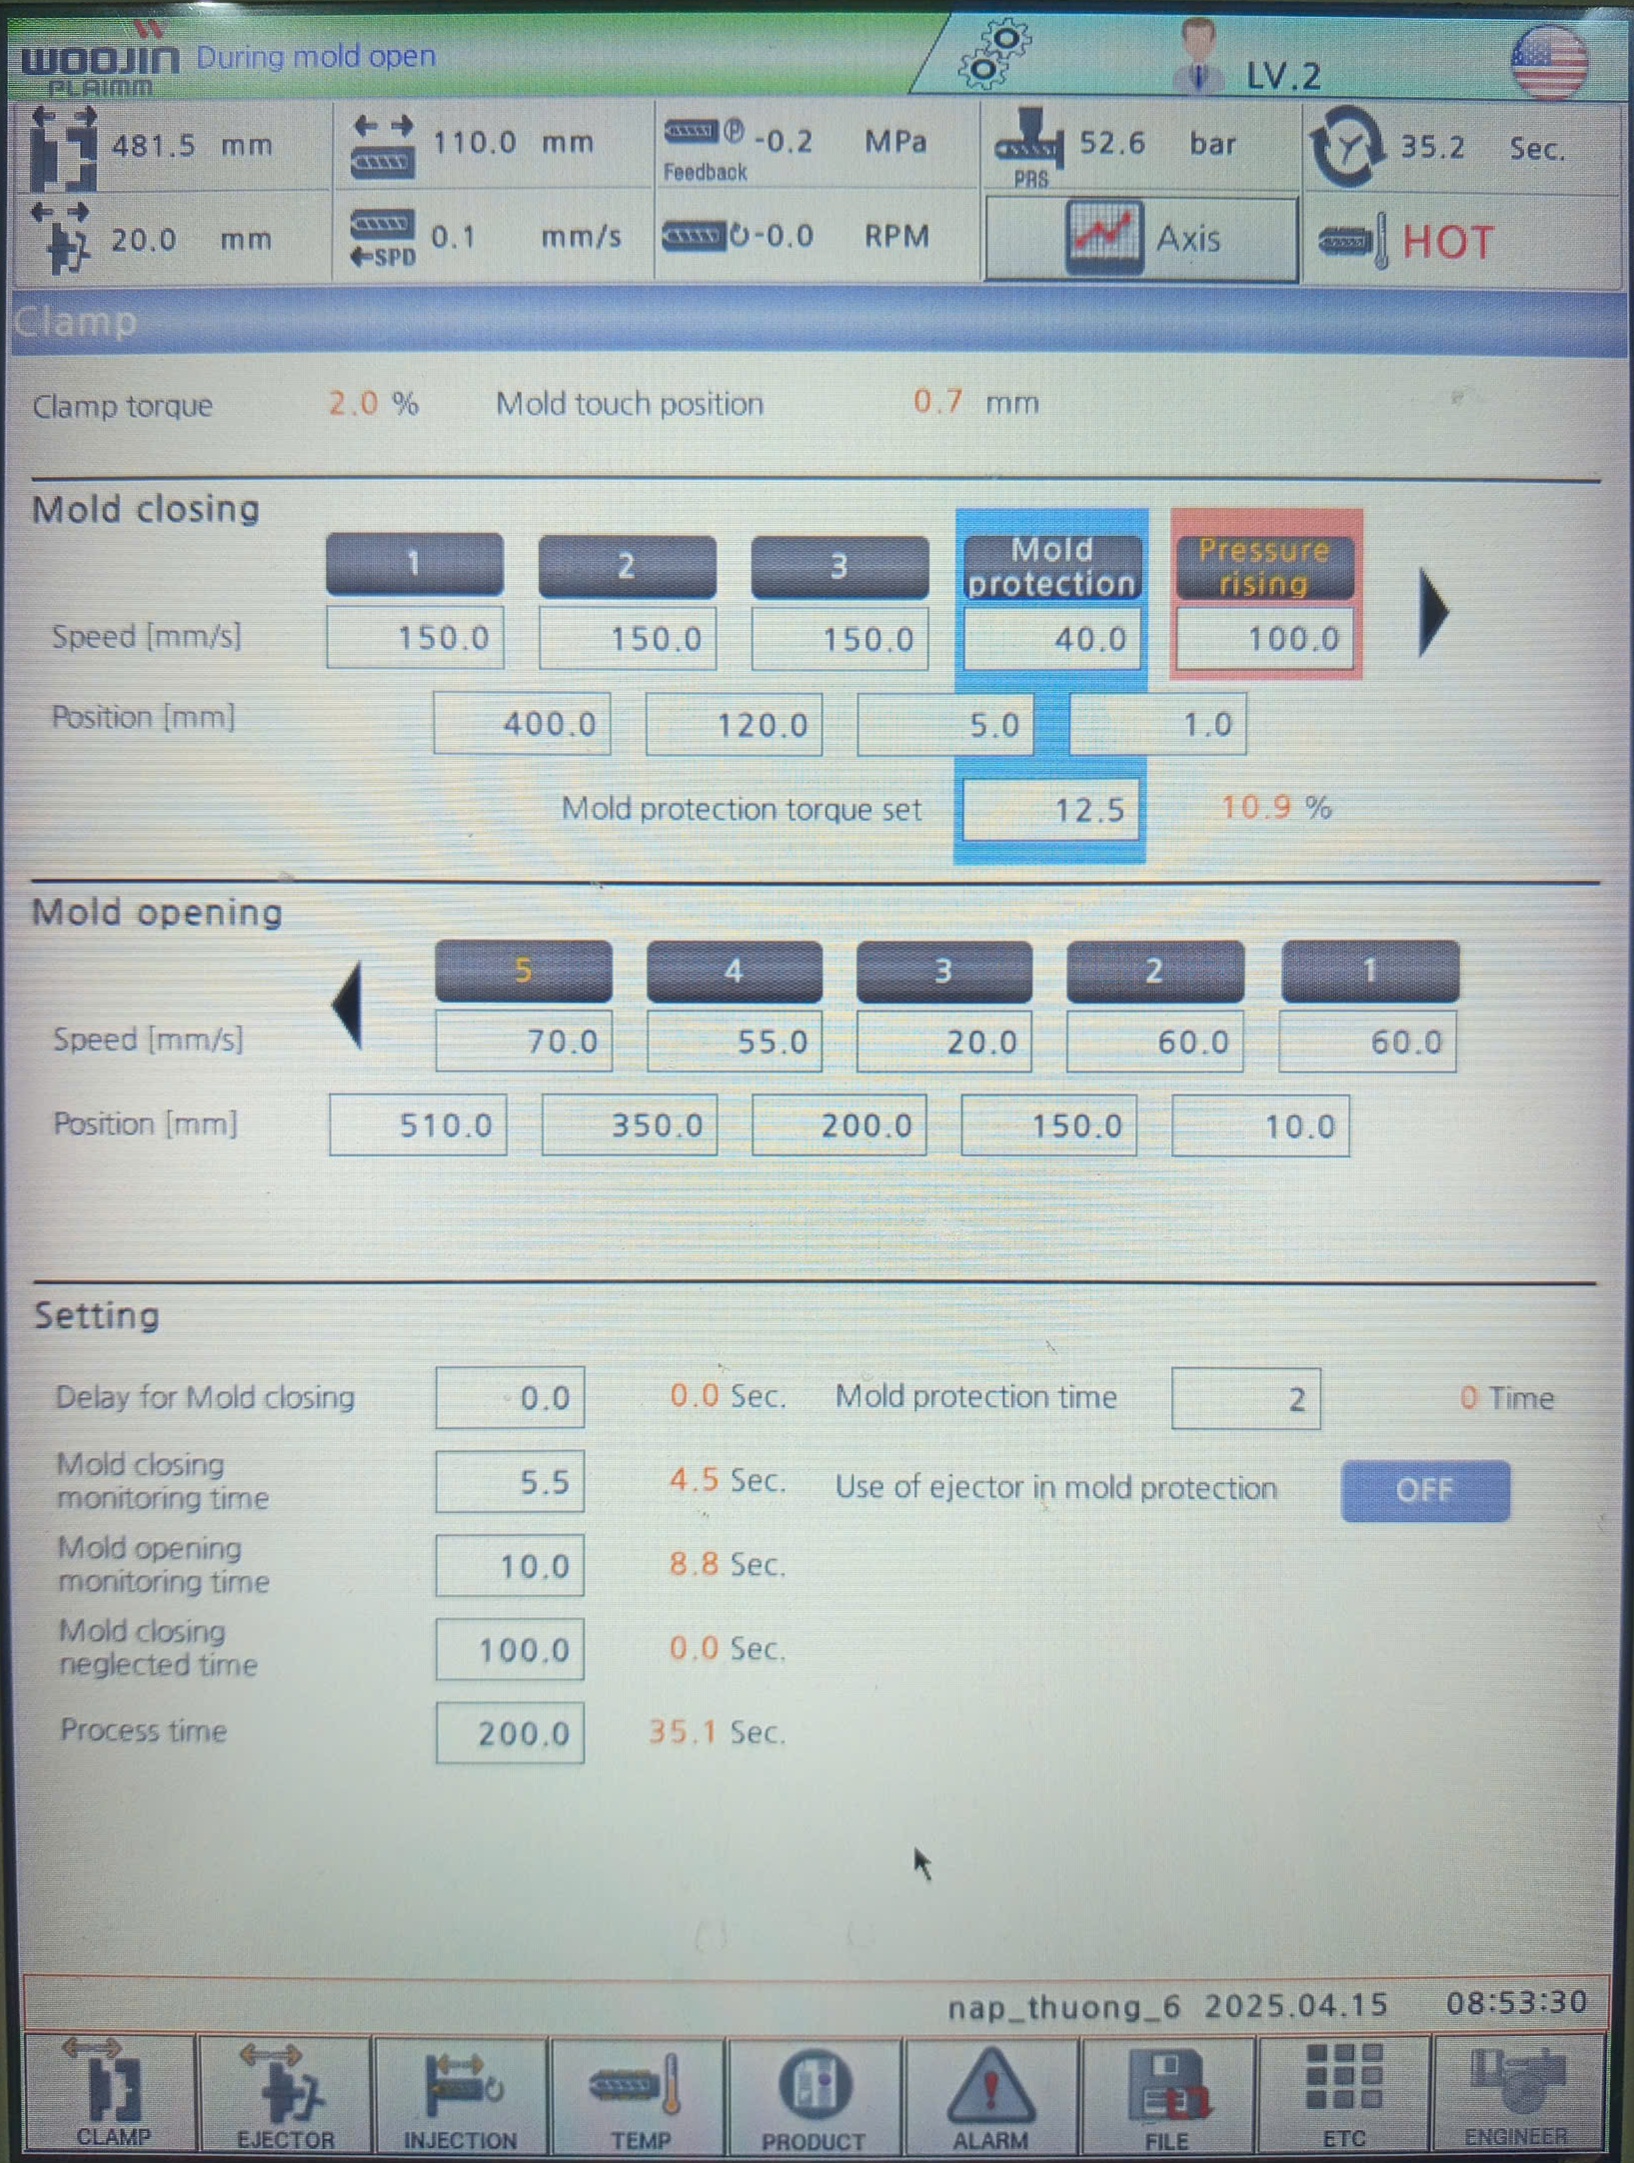 WOOJIN
PLAIMM
During mold open
LV.2
481.5 mm
110.0 mm
Feedback
-0.2 MPa
PRS
52.6 bar
35.2 Sec.
20.0 mm
←SPD
0.1 mm/s
-0.0 RPM
Axis
HOT
Clamp
Clamp torque 2.0 % Mold touch position 0.7 mm
Mold closing
1 2 3 Mold protection Pressure rising
Speed [mm/s] 150.0 150.0 150.0 40.0 100.0
Position [mm] 400.0 120.0 5.0 1.0
Mold protection torque set 12.5 10.9 %
Mold opening
5 4 3 2 1
Speed [mm/s] 70.0 55.0 20.0 60.0 60.0
Position [mm] 510.0 350.0 200.0 150.0 10.0
Setting
Delay for Mold closing 0.0 0.0 Sec. Mold protection time 2 0 Time
Mold closing
monitoring time 5.5 4.5 Sec. Use of ejector in mold protection OFF
Mold opening
monitoring time 10.0 8.8 Sec.
Mold closing
neglected time 100.0 0.0 Sec.
Process time 200.0 35.1 Sec.
nap_thuong_6 2025.04.15 08:53:30
CLAMP EJECTOR INJECTION TEMP PRODUCT ALARM FILE ETC ENGINEER